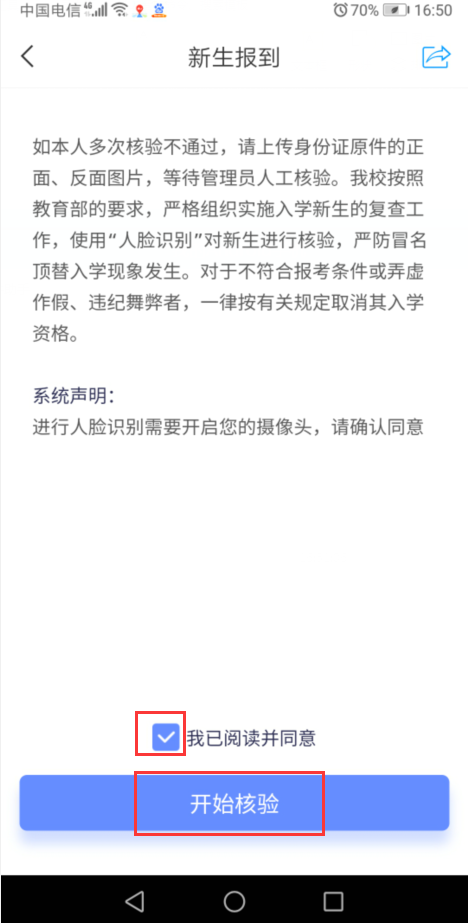 中国电信 4G 70% 16:50
新生报到
如本人多次核验不通过，请上传身份证原件的正
面、反面图片，等待管理员人工核验。我校按照
教育部的要求，严格组织实施入学新生的复查工
作，使用“人脸识别”对新生进行核验，严防冒名
顶替入学现象发生。对于不符合报考条件或弄虚
作假、违纪舞弊者，一律按有关规定取消其入学
资格。
系统声明：
进行人脸识别需要开启您的摄像头，请确认同意
我已阅读并同意
开始核验